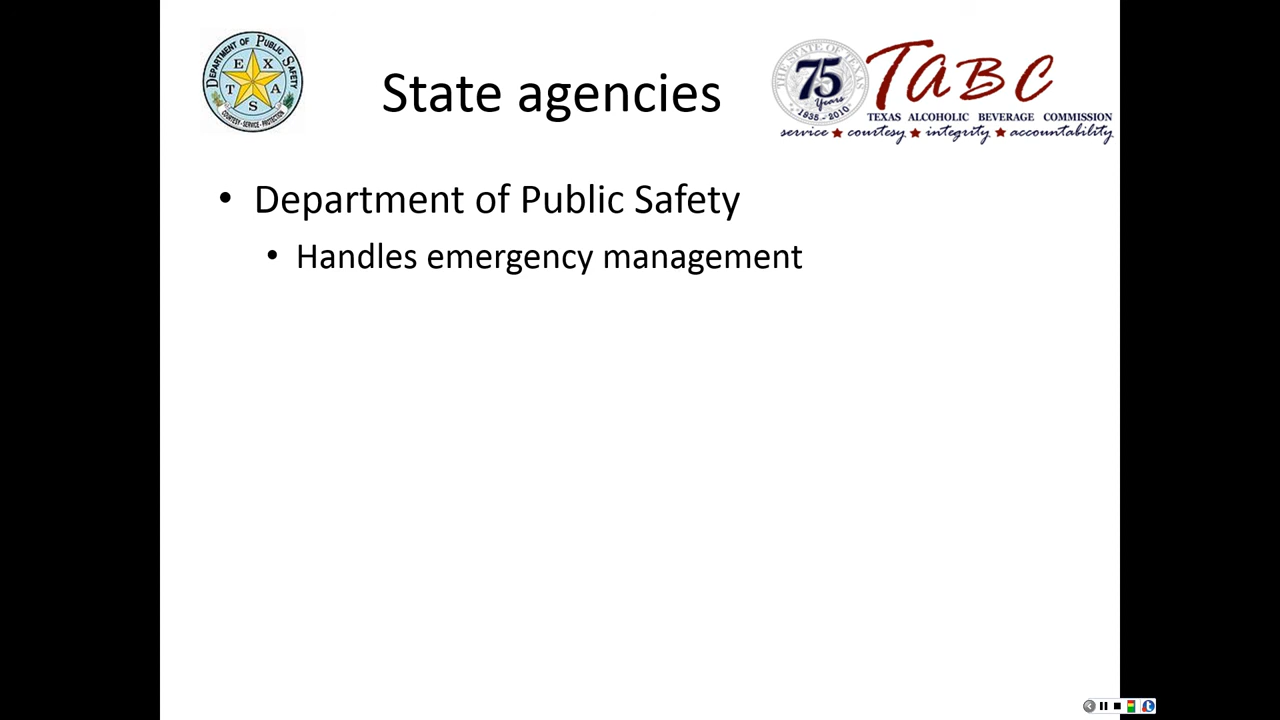 DEPARTMENT OF PUBLIC SAFETY
TEXAS
COURTESY·SERVICE·PROTECTION
State agencies
THE STATE OF TEXAS
75
Years
1935 - 2010
TABC
TEXAS ALCOHOLIC BEVERAGE COMMISSION
service ★ courtesy ★ integrity ★ accountability
• Department of Public Safety
• Handles emergency management